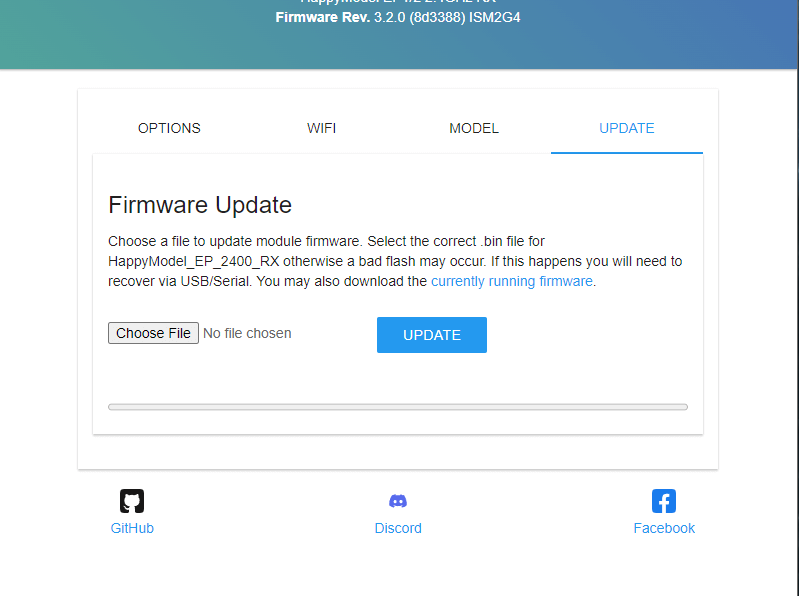 Firmware Rev. 3.2.0 (8d3388) ISM2G4
OPTIONS WIFI MODEL UPDATE
Firmware Update
Choose a file to update module firmware. Select the correct .bin file for
HappyModel_EP_2400_RX otherwise a bad flash may occur. If this happens you will need to
recover via USB/Serial. You may also download the currently running firmware.
Choose File No file chosen UPDATE
GitHub Discord Facebook